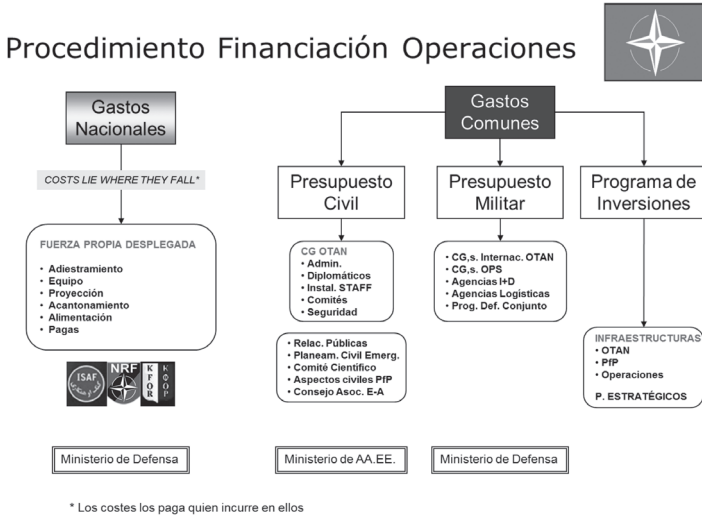 Procedimiento Financiación Operaciones
Gastos
Nacionales
COSTS LIE WHERE THEY FALL*
FUERZA PROPIA DESPLEGADA
• Adiestramiento
• Equipo
• Proyección
• Acantonamiento
• Alimentación
• Pagas
ISAF
NRF
KFOR
КФОР
Ministerio de Defensa
Gastos
Comunes
Presupuesto
Civil
CG OTAN
• Admin.
• Diplomáticos
• Instal. STAFF
• Comités
• Seguridad
• Relac. Públicas
• Planeam. Civil Emerg.
• Comité Científico
• Aspectos civiles PfP
• Consejo Asoc. E-A
Ministerio de AA.EE.
Presupuesto
Militar
• CG,s. Internac. OTAN
• CG,s. OPS
• Agencias I+D
• Agencias Logísticas
• Prog. Def. Conjunto
Ministerio de Defensa
Programa de
Inversiones
INFRAESTRUCTURAS
• OTAN
• PfP
• Operaciones
P. ESTRATÉGICOS
* Los costes los paga quien incurre en ellos